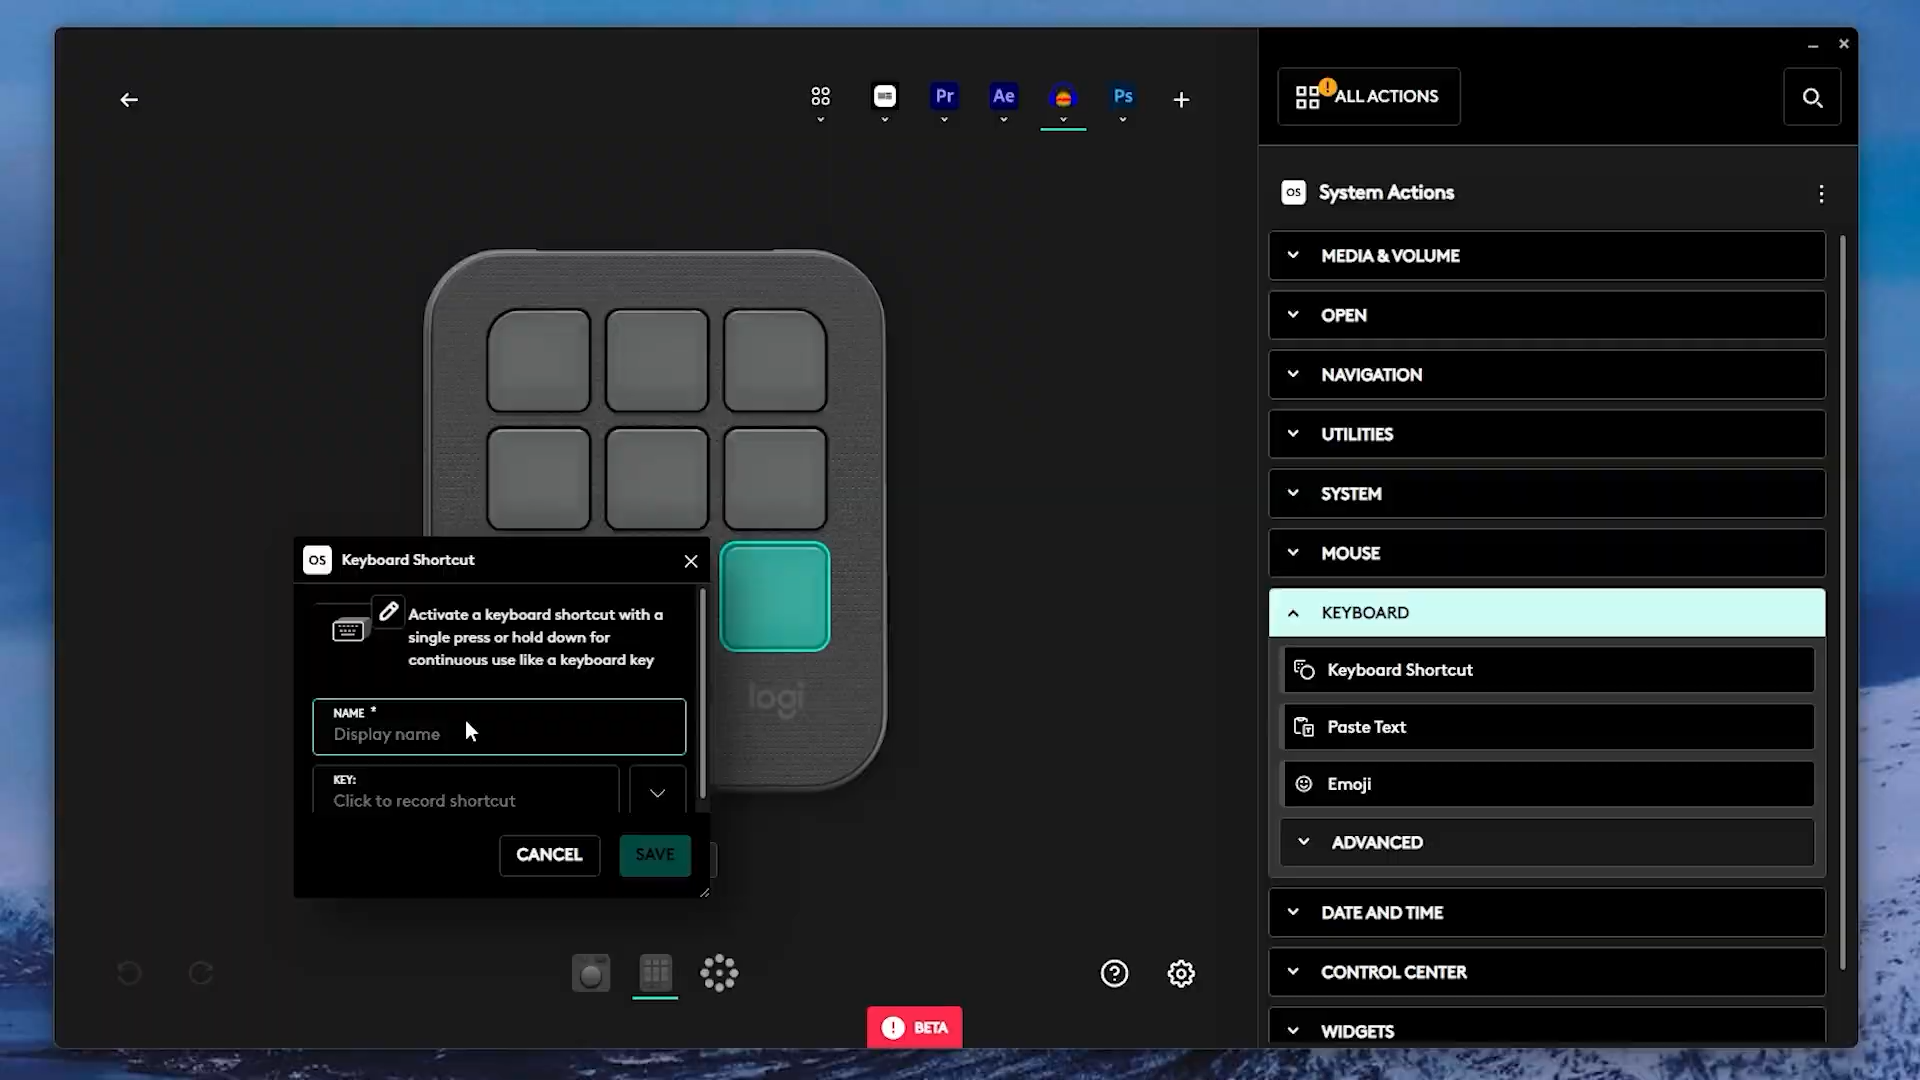 Pr
Ae
Ps
ALL ACTIONS
OS
System Actions
MEDIA & VOLUME
OPEN
NAVIGATION
UTILITIES
SYSTEM
MOUSE
KEYBOARD
Keyboard Shortcut
Paste Text
Emoji
ADVANCED
DATE AND TIME
CONTROL CENTER
WIDGETS
OS
Keyboard Shortcut
Activate a keyboard shortcut with a
single press or hold down for
continuous use like a keyboard key
NAME *
Display name
KEY:
Click to record shortcut
CANCEL
SAVE
logi
BETA